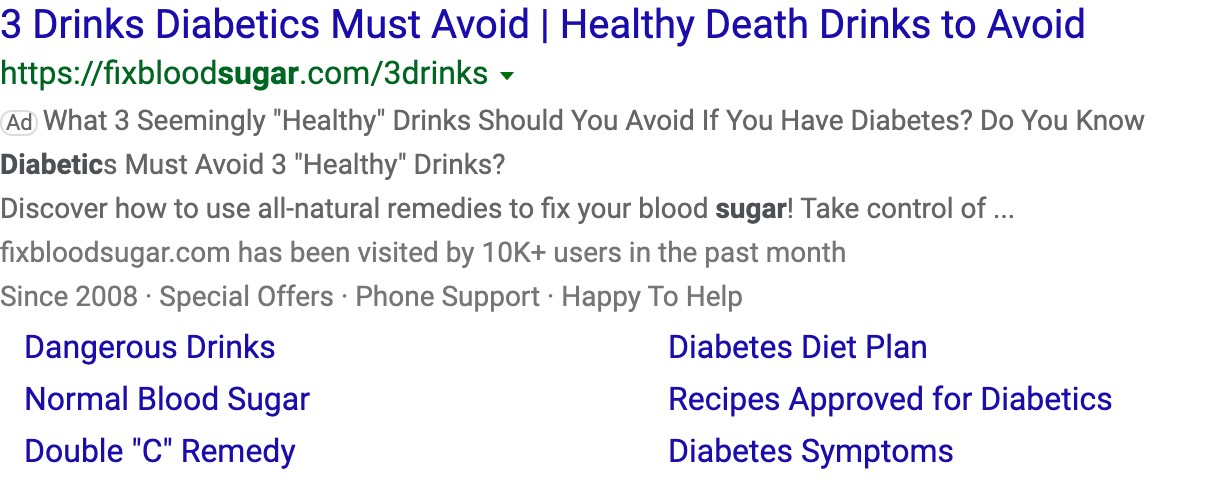 3 Drinks Diabetics Must Avoid | Healthy Death Drinks to Avoid
https://fixbloodsugar.com/3drinks
Ad What 3 Seemingly "Healthy" Drinks Should You Avoid If You Have Diabetes? Do You Know
Diabetics Must Avoid 3 "Healthy" Drinks?
Discover how to use all-natural remedies to fix your blood sugar! Take control of ...
fixbloodsugar.com has been visited by 10K+ users in the past month
Since 2008 · Special Offers · Phone Support · Happy To Help
Dangerous Drinks
Diabetes Diet Plan
Normal Blood Sugar
Recipes Approved for Diabetics
Double "C" Remedy
Diabetes Symptoms